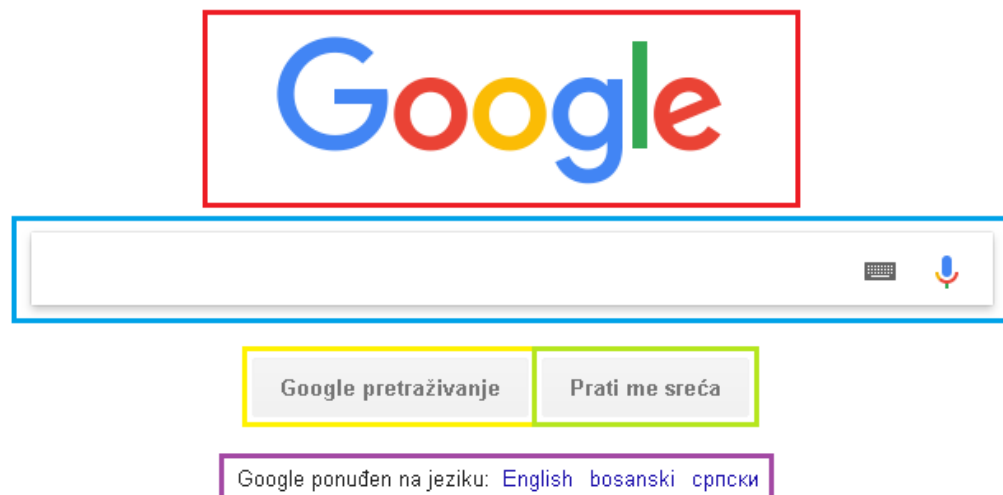 Google
Google pretraživanje Prati me sreća
Google ponuđen na jeziku: English bosanski српски